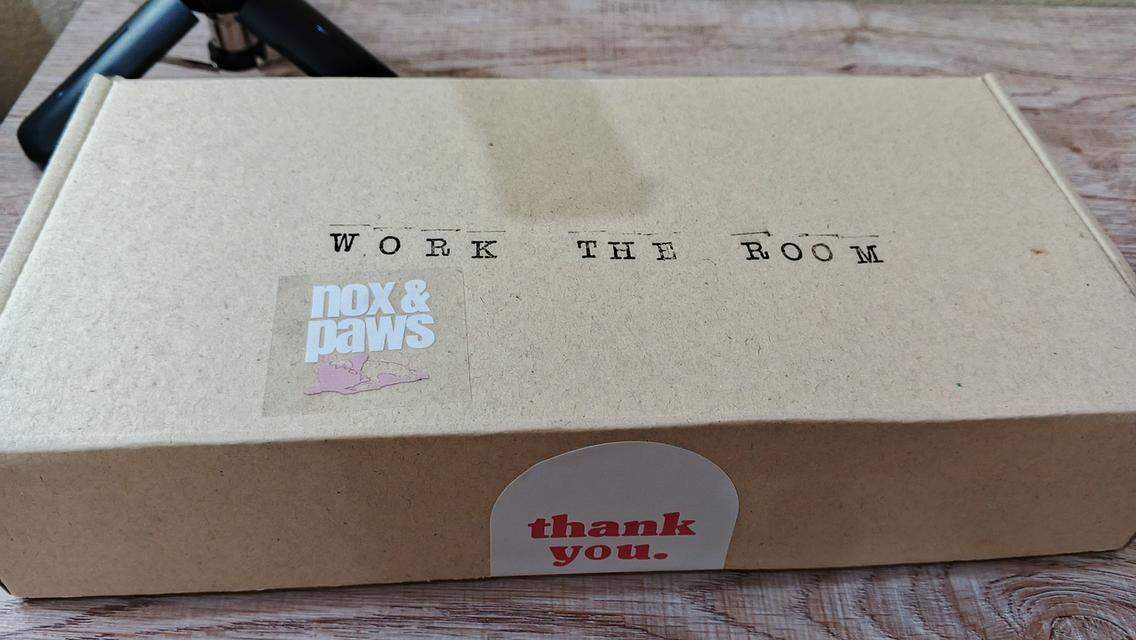 WORK THE ROOM
nox &
paws
thank
you.